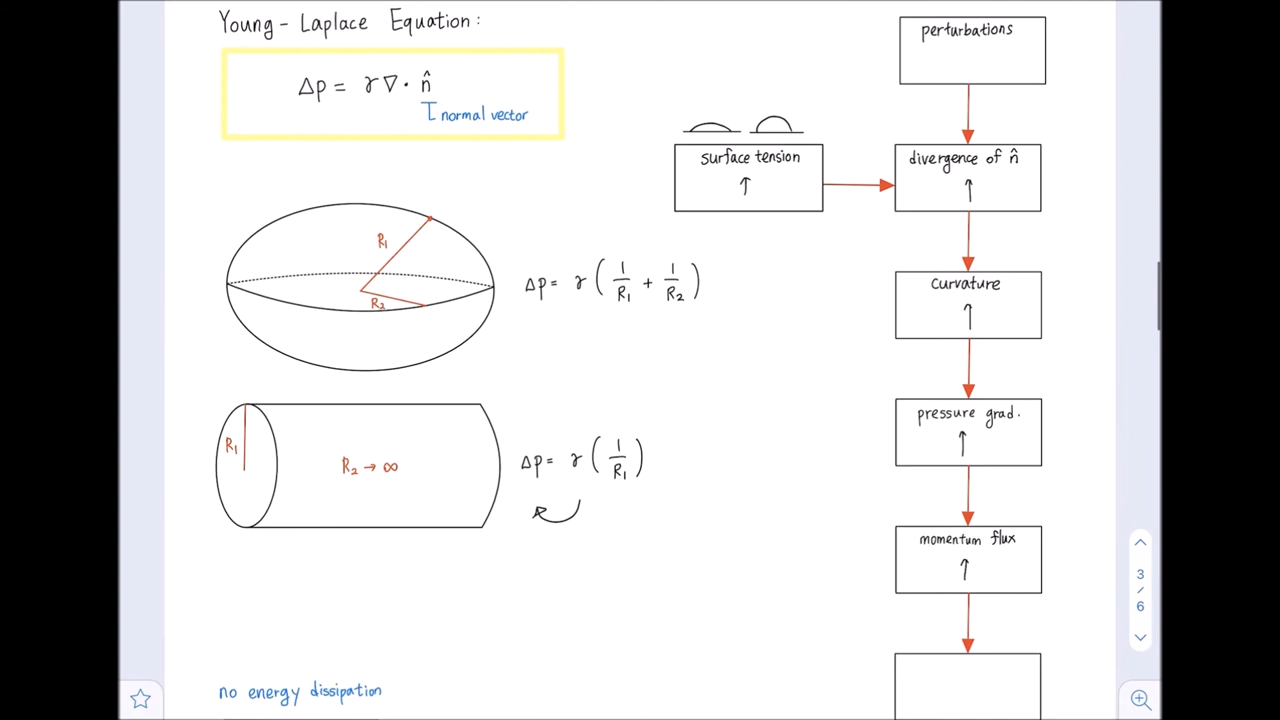 Young - Laplace Equation:
Δp = γ ∇ · n̂
normal vector
R₁
R₂
Δp = γ ( 1/R₁ + 1/R₂ )
R₁
R₂ → ∞
Δp = γ ( 1/R₁ )
no energy dissipation
perturbations
surface tension
↑
divergence of n̂
↑
curvature
↑
pressure grad.
↑
momentum flux
↑
3
/
6